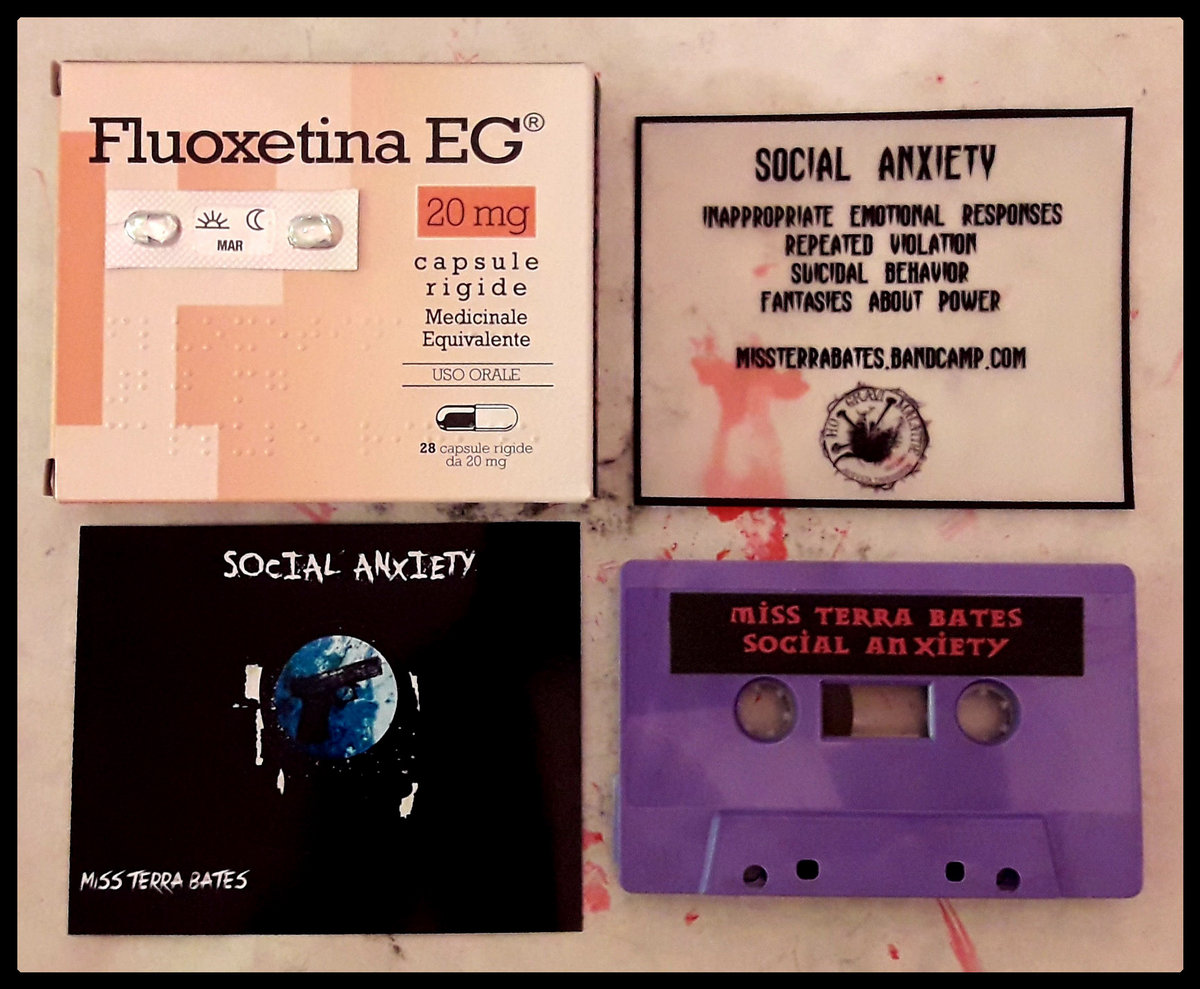 Fluoxetina EG®
20 mg
MAR
capsule
rigide
Medicinale
Equivalente
USO ORALE
28 capsule rigide
da 20 mg
SOCIAL ANXIETY
INAPPROPRIATE EMOTIONAL RESPONSES
REPEATED VIOLATION
SUICIDAL BEHAVIOR
FANTASIES ABOUT POWER
MISSTERRABATES.BANDCAMP.COM
HO GRAVI
SOCIAL ANXIETY
MISS TERRA BATES
MISS TERRA BATES
SOCIAL ANXIETY